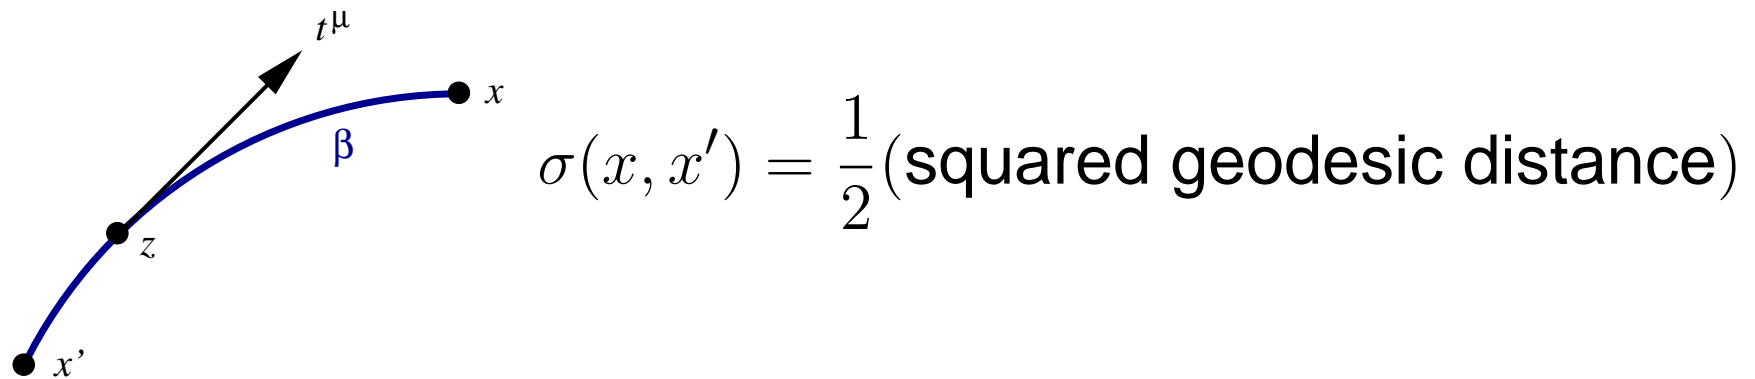 t^μ
x
β
z
x'
σ(x, x′) = 1/2 (squared geodesic distance)